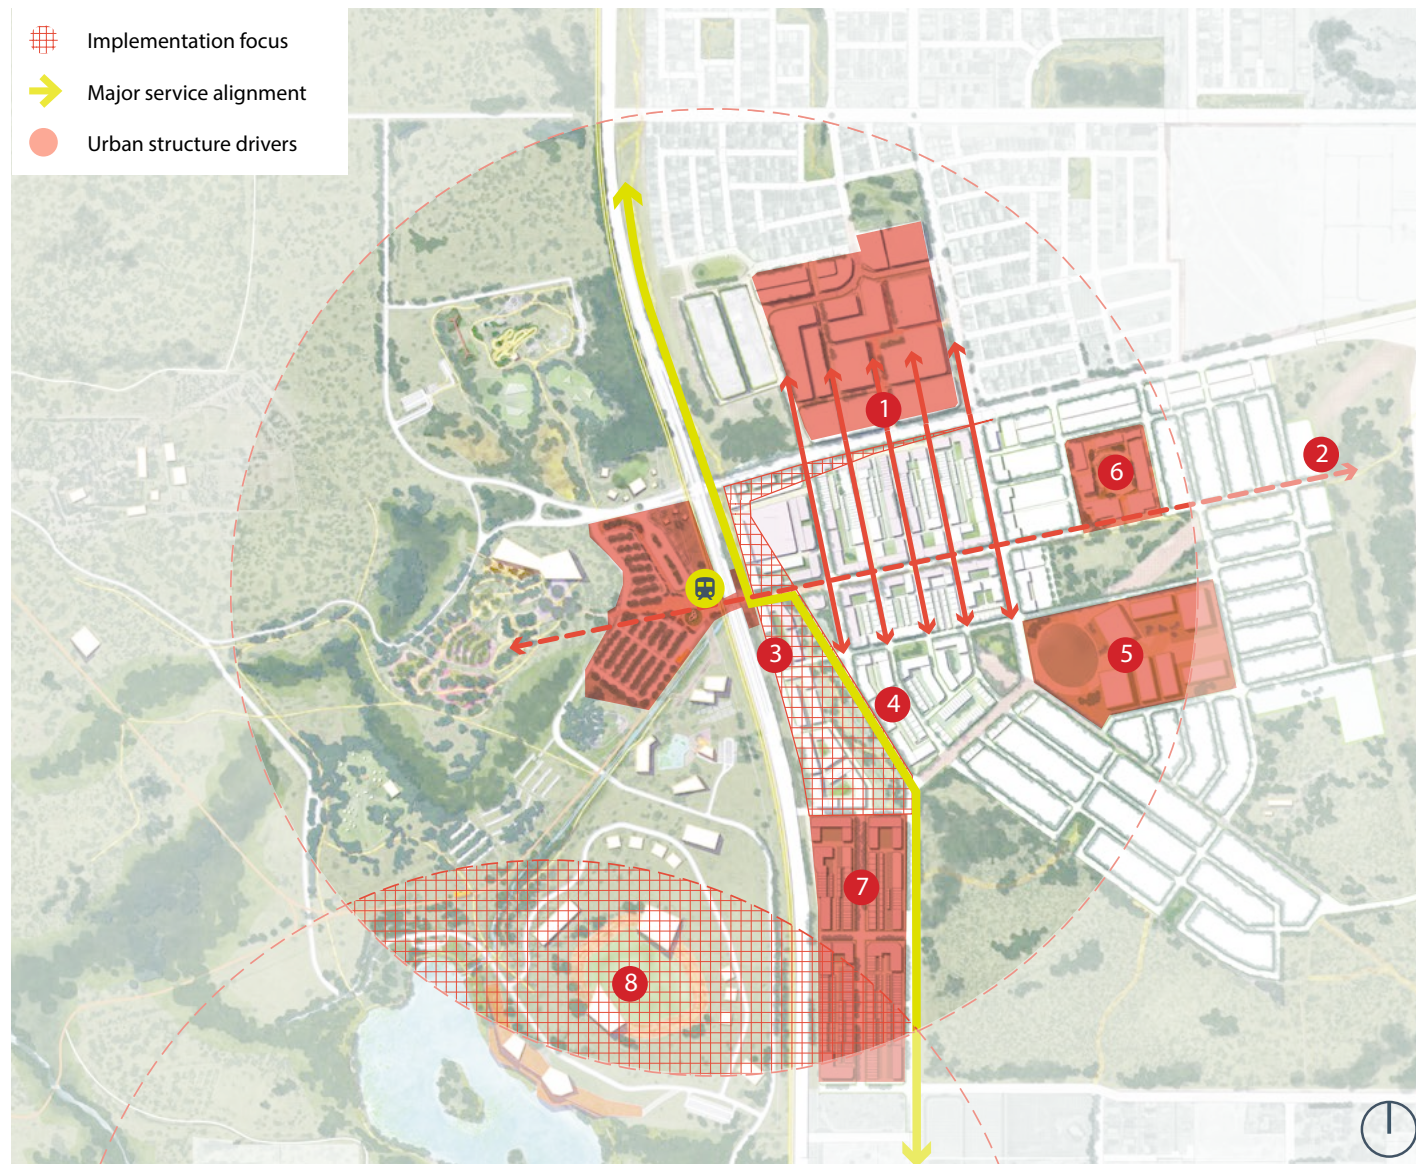 Implementation focus
Major service alignment
Urban structure drivers
1
2
6
3
5
4
7
8